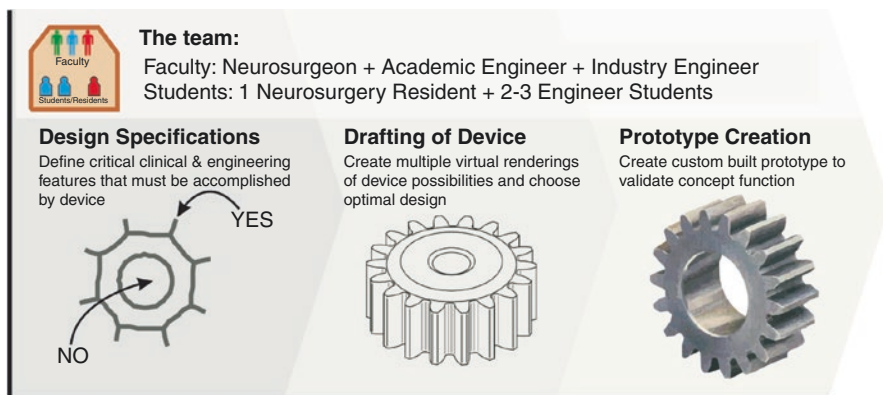 Faculty
Students/Residents
The team:
Faculty: Neurosurgeon + Academic Engineer + Industry Engineer
Students: 1 Neurosurgery Resident + 2-3 Engineer Students
Design Specifications
Define critical clinical & engineering
features that must be accomplished
by device
YES
NO
Drafting of Device
Create multiple virtual renderings
of device possibilities and choose
optimal design
Prototype Creation
Create custom built prototype to
validate concept function